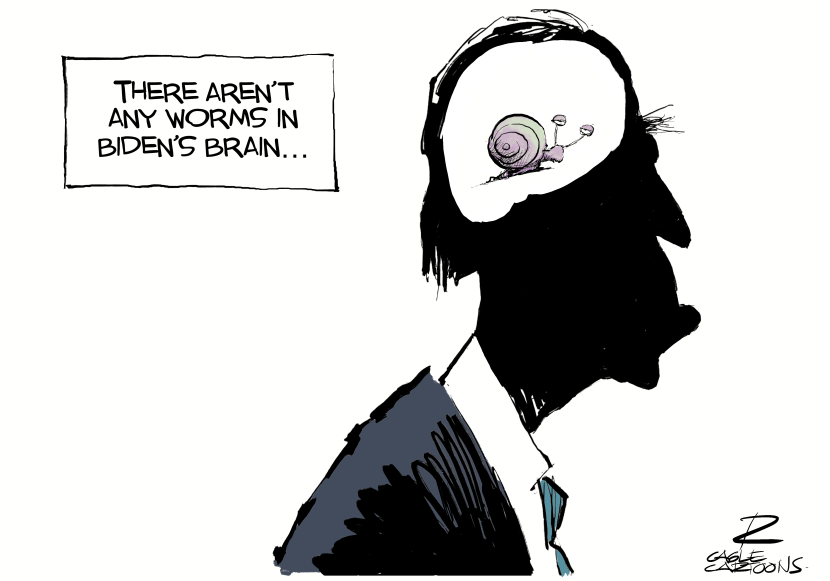 THERE AREN'T
ANY WORMS IN
BIDEN'S BRAIN...
CAGLE
CARTOONS.